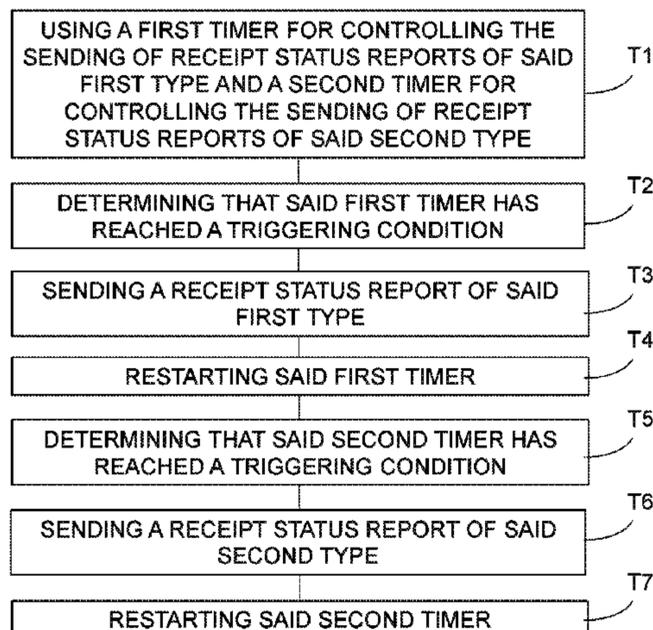 USING A FIRST TIMER FOR CONTROLLING THE
SENDING OF RECEIPT STATUS REPORTS OF SAID
FIRST TYPE AND A SECOND TIMER FOR
CONTROLLING THE SENDING OF RECEIPT
STATUS REPORTS OF SAID SECOND TYPE
T1
DETERMINING THAT SAID FIRST TIMER HAS
REACHED A TRIGGERING CONDITION
T2
SENDING A RECEIPT STATUS REPORT OF SAID
FIRST TYPE
T3
RESTARTING SAID FIRST TIMER
T4
DETERMINING THAT SAID SECOND TIMER HAS
REACHED A TRIGGERING CONDITION
T5
SENDING A RECEIPT STATUS REPORT OF SAID
SECOND TYPE
T6
RESTARTING SAID SECOND TIMER
T7